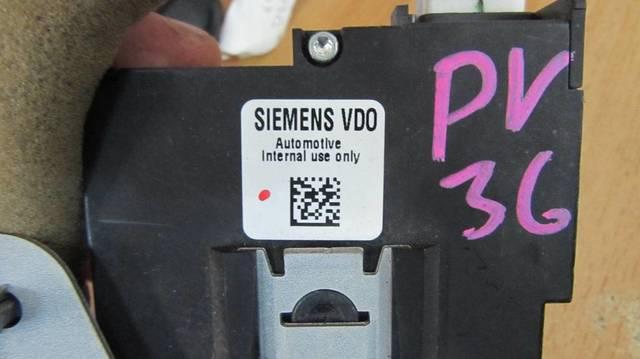 SIEMENS VDO
Automotive
Internal use only
PV
36